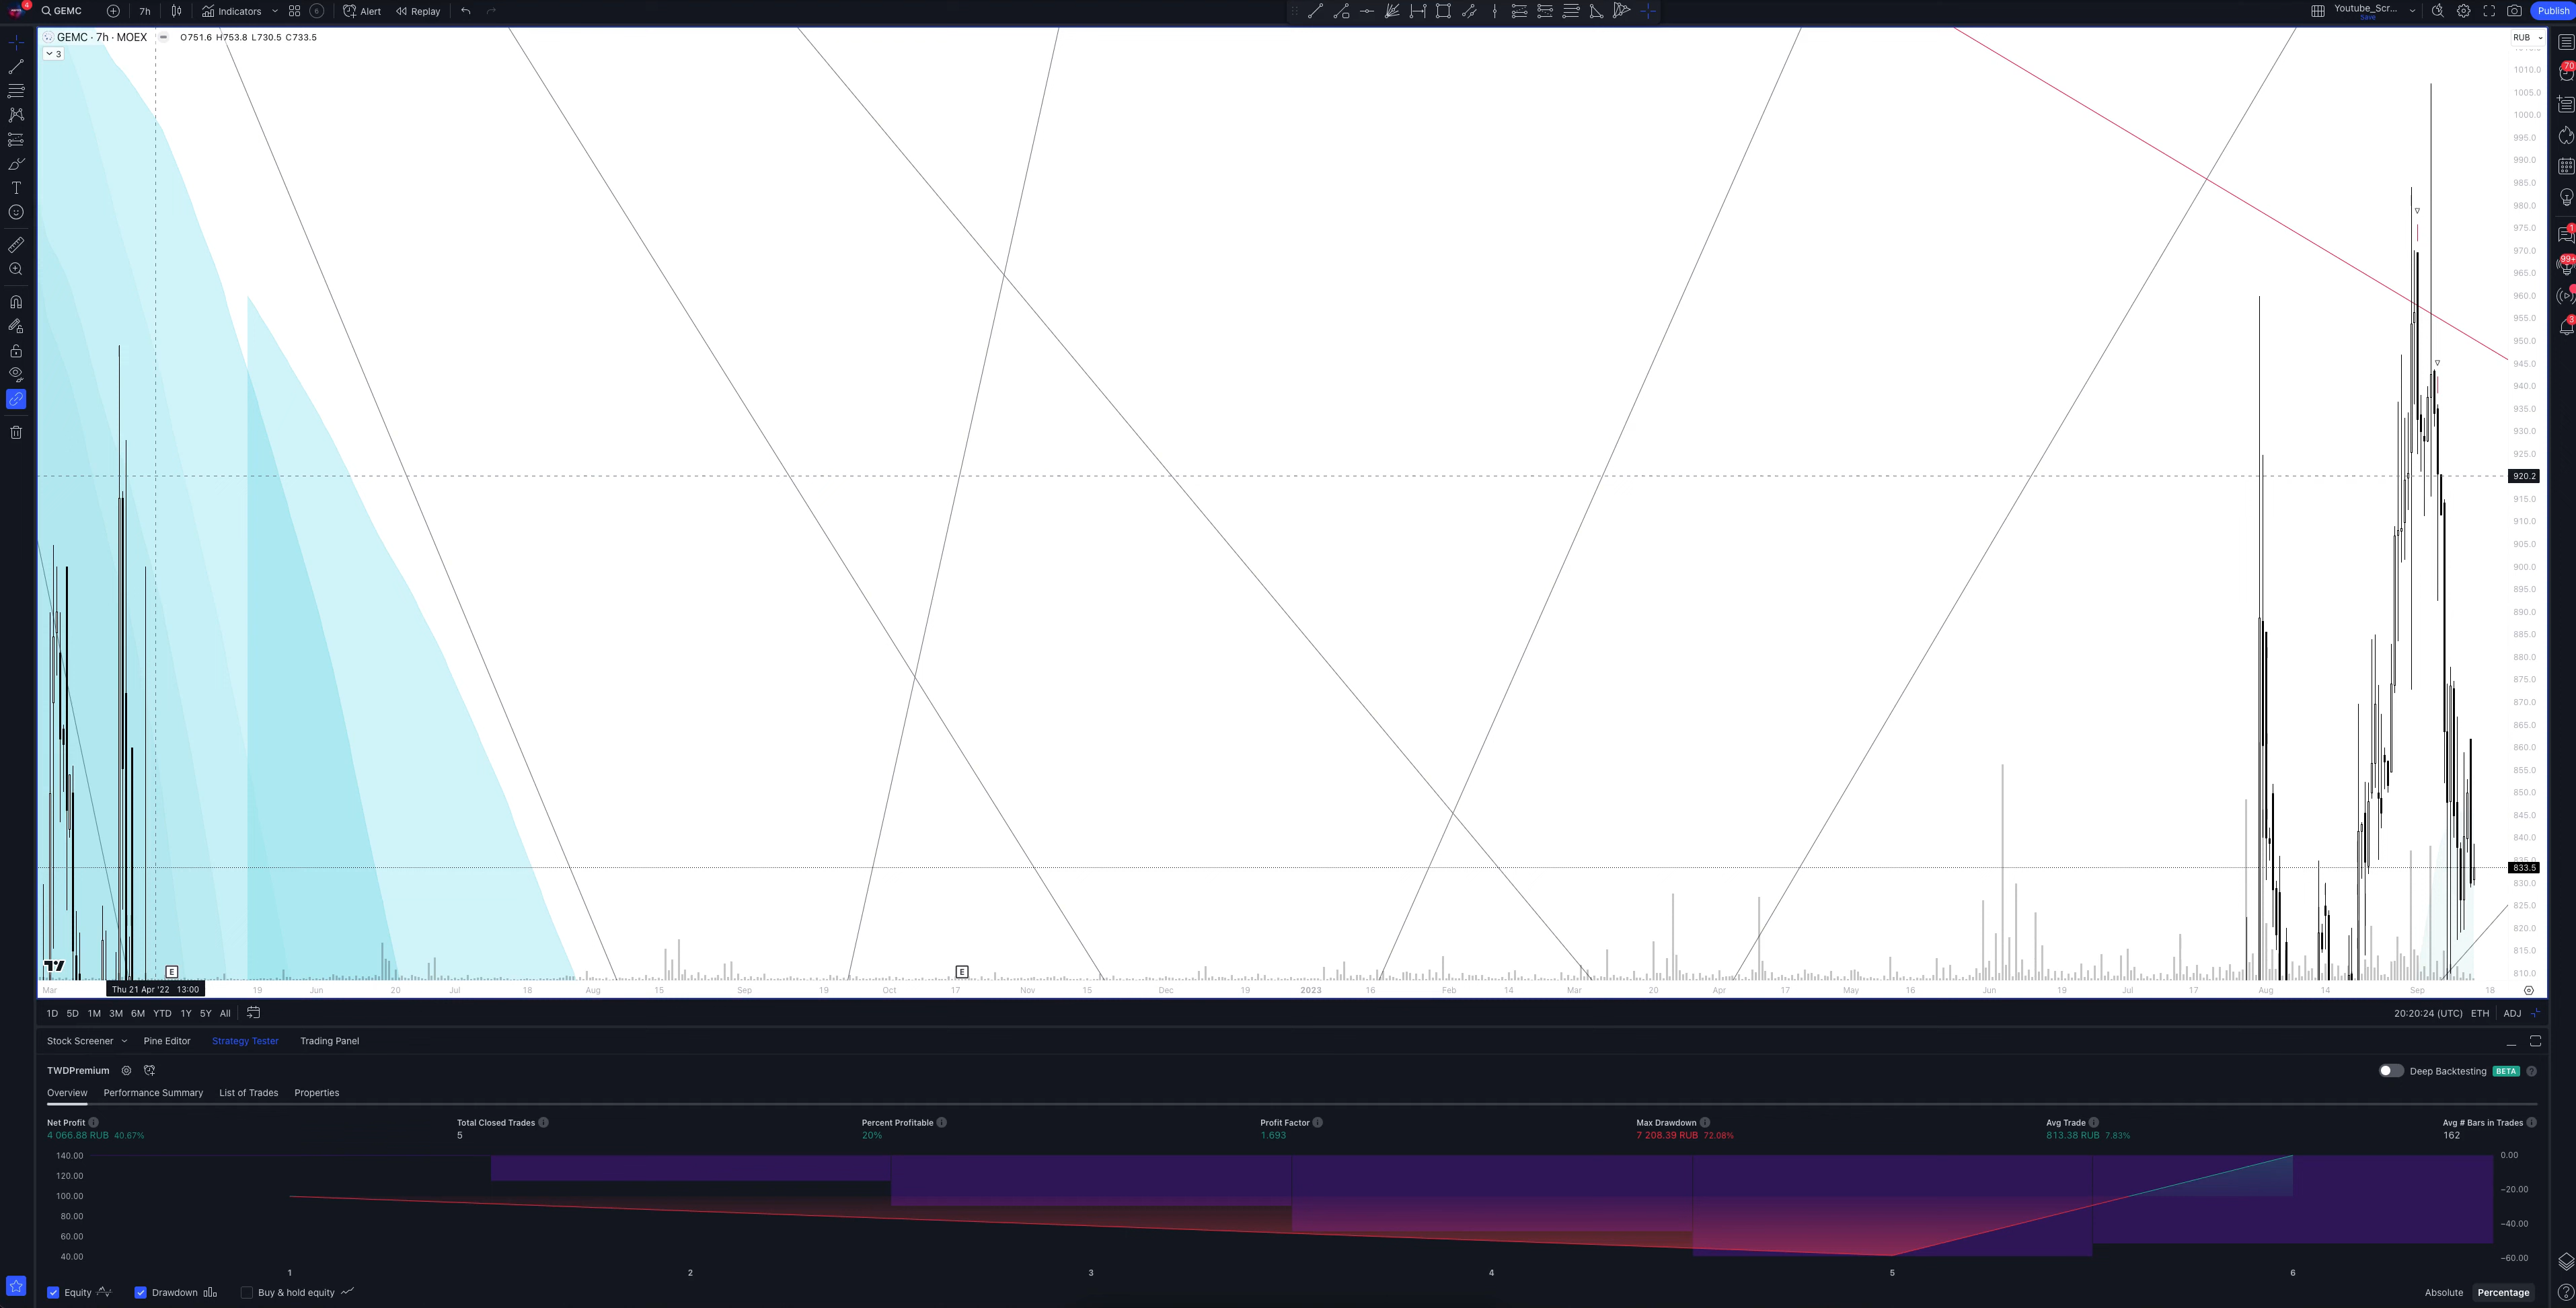 4
GEMC
7h
Indicators
6
Alert
Replay
Youtube_Scr...
Save
Publish
GEMC · 7h · MOEX
O751.6 H753.8 L730.5 C733.5
3
RUB
1010.0
1005.0
1000.0
995.0
990.0
985.0
980.0
975.0
970.0
965.0
960.0
955.0
950.0
945.0
940.0
935.0
930.0
925.0
920.2
915.0
910.0
905.0
900.0
895.0
890.0
885.0
880.0
875.0
870.0
865.0
860.0
855.0
850.0
845.0
840.0
835.0
833.5
830.0
825.0
820.0
815.0
810.0
70
1
99+
3
E
E
Mar
Thu 21 Apr '22 13:00
19
Jun
20
Jul
18
Aug
15
Sep
19
Oct
17
Nov
15
Dec
19
2023
16
Feb
14
Mar
20
Apr
17
May
16
Jun
19
Jul
17
Aug
14
Sep
18
1D 5D 1M 3M 6M YTD 1Y 5Y All
20:20:24 (UTC) ETH ADJ
Stock Screener Pine Editor Strategy Tester Trading Panel
TWDPremium
Deep Backtesting BETA ?
Overview Performance Summary List of Trades Properties
Net Profit Total Closed Trades Percent Profitable Profit Factor Max Drawdown Avg Trade Avg # Bars in Trades
4 066.88 RUB 40.67% 5 20% 1.693 7 208.39 RUB 72.08% 813.38 RUB 7.83% 162
140.00
120.00
100.00
80.00
60.00
40.00
0.00
−20.00
−40.00
−60.00
1 2 3 4 5 6
Equity Drawdown Buy & hold equity
Absolute Percentage